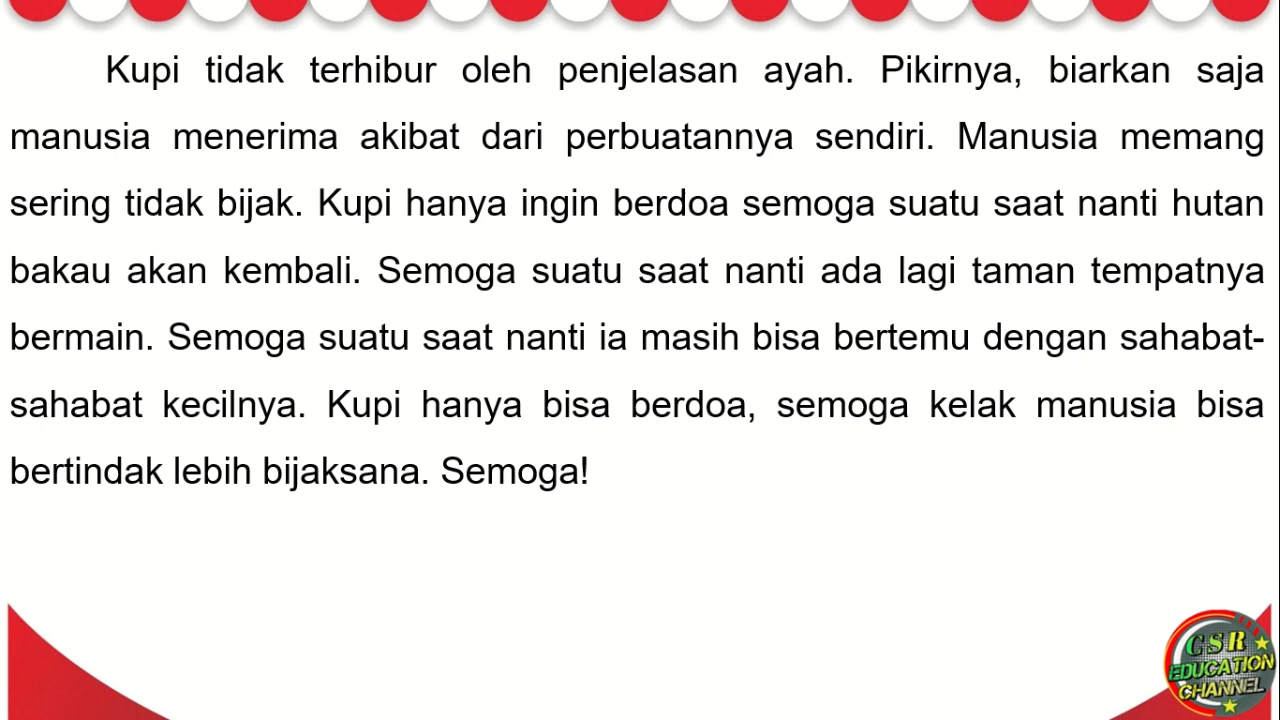 Kupi tidak terhibur oleh penjelasan ayah. Pikirnya, biarkan saja
manusia menerima akibat dari perbuatannya sendiri. Manusia memang
sering tidak bijak. Kupi hanya ingin berdoa semoga suatu saat nanti hutan
bakau akan kembali. Semoga suatu saat nanti ada lagi taman tempatnya
bermain. Semoga suatu saat nanti ia masih bisa bertemu dengan sahabat-
sahabat kecilnya. Kupi hanya bisa berdoa, semoga kelak manusia bisa
bertindak lebih bijaksana. Semoga!
CSR
EDUCATION
CHANNEL